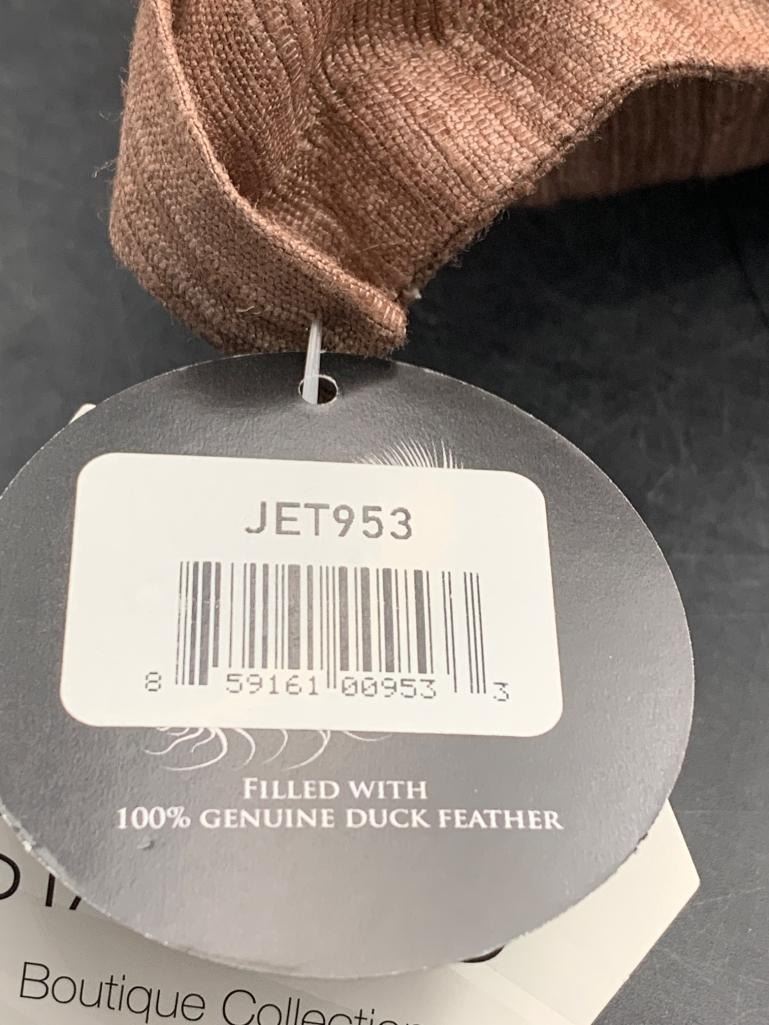 JET953
8 59161 00953 3
FILLED WITH
100% GENUINE DUCK FEATHER
Boutique Collection